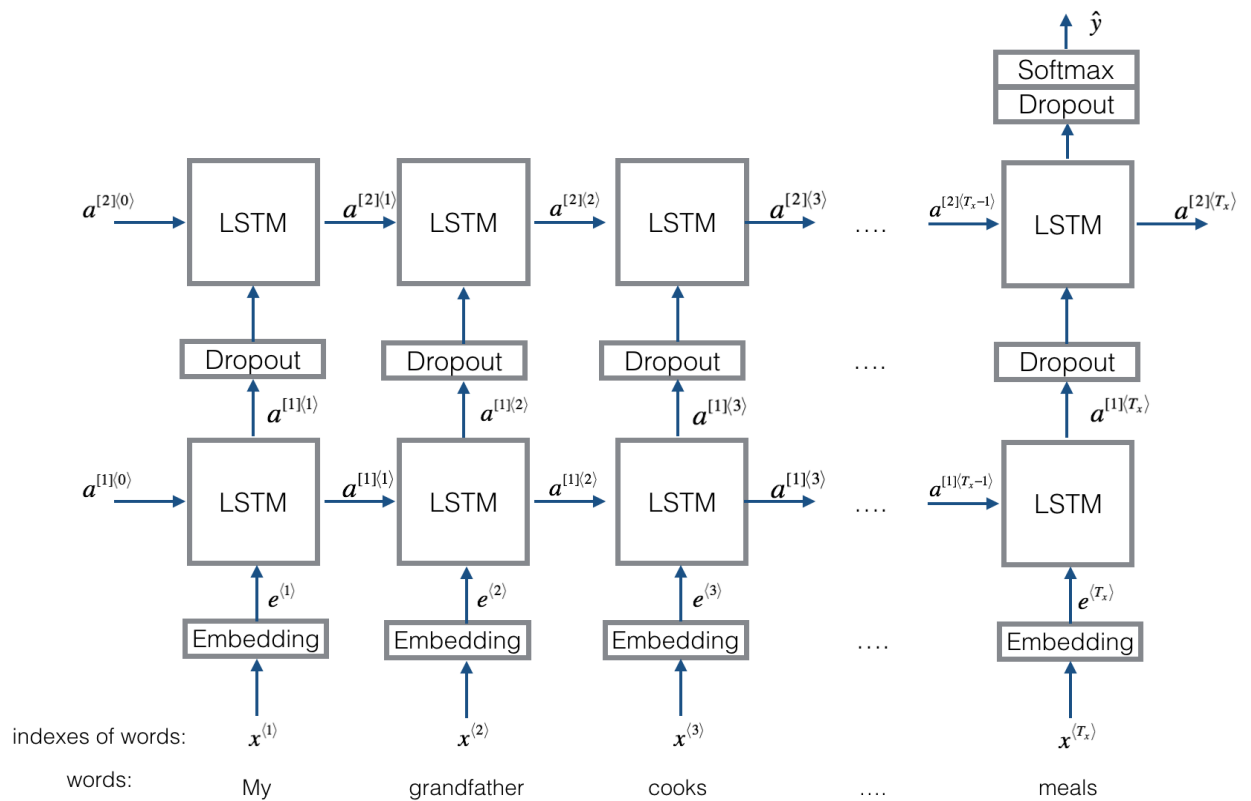 ŷ
Softmax
Dropout
a^[2]⟨0⟩ LSTM a^[2]⟨1⟩ LSTM a^[2]⟨2⟩ LSTM a^[2]⟨3⟩ .... a^[2]⟨Tₓ−1⟩ LSTM a^[2]⟨Tₓ⟩
Dropout Dropout Dropout .... Dropout
a^[1]⟨1⟩ a^[1]⟨2⟩ a^[1]⟨3⟩ a^[1]⟨Tₓ⟩
a^[1]⟨0⟩ LSTM a^[1]⟨1⟩ LSTM a^[1]⟨2⟩ LSTM a^[1]⟨3⟩ .... a^[1]⟨Tₓ−1⟩ LSTM
e^⟨1⟩ e^⟨2⟩ e^⟨3⟩ e^⟨Tₓ⟩
Embedding Embedding Embedding .... Embedding
indexes of words: x^⟨1⟩ x^⟨2⟩ x^⟨3⟩ x^⟨Tₓ⟩
words: My grandfather cooks .... meals